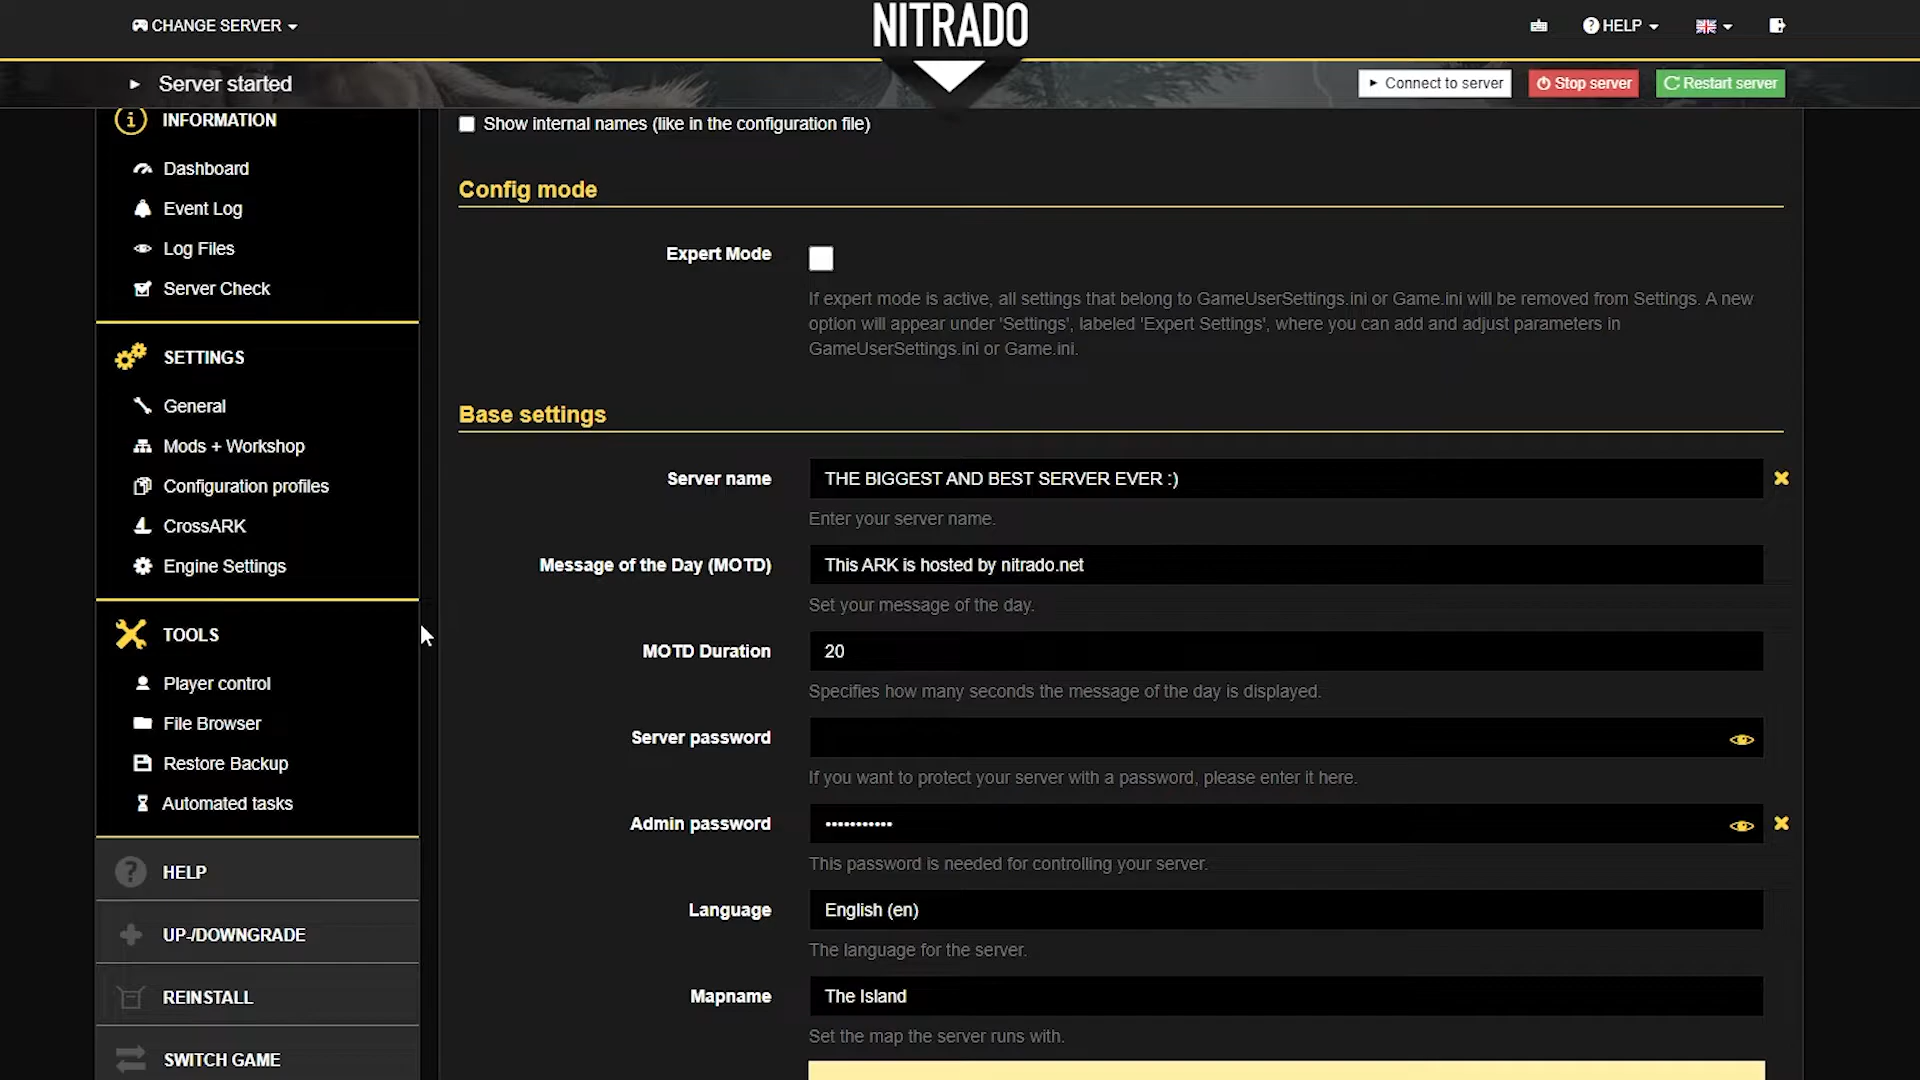 CHANGE SERVER
NITRADO
HELP
Server started
Connect to server
Stop server
Restart server
INFORMATION
Dashboard
Event Log
Log Files
Server Check
SETTINGS
General
Mods + Workshop
Configuration profiles
CrossARK
Engine Settings
TOOLS
Player control
File Browser
Restore Backup
Automated tasks
HELP
UP-/DOWNGRADE
REINSTALL
SWITCH GAME
Show internal names (like in the configuration file)
Config mode
Expert Mode
If expert mode is active, all settings that belong to GameUserSettings.ini or Game.ini will be removed from Settings. A new
option will appear under 'Settings', labeled 'Expert Settings', where you can add and adjust parameters in
GameUserSettings.ini or Game.ini.
Base settings
Server name
THE BIGGEST AND BEST SERVER EVER :)
Enter your server name.
Message of the Day (MOTD)
This ARK is hosted by nitrado.net
Set your message of the day.
MOTD Duration
20
Specifies how many seconds the message of the day is displayed.
Server password
If you want to protect your server with a password, please enter it here.
Admin password
•••••••••••
This password is needed for controlling your server.
Language
English (en)
The language for the server.
Mapname
The Island
Set the map the server runs with.